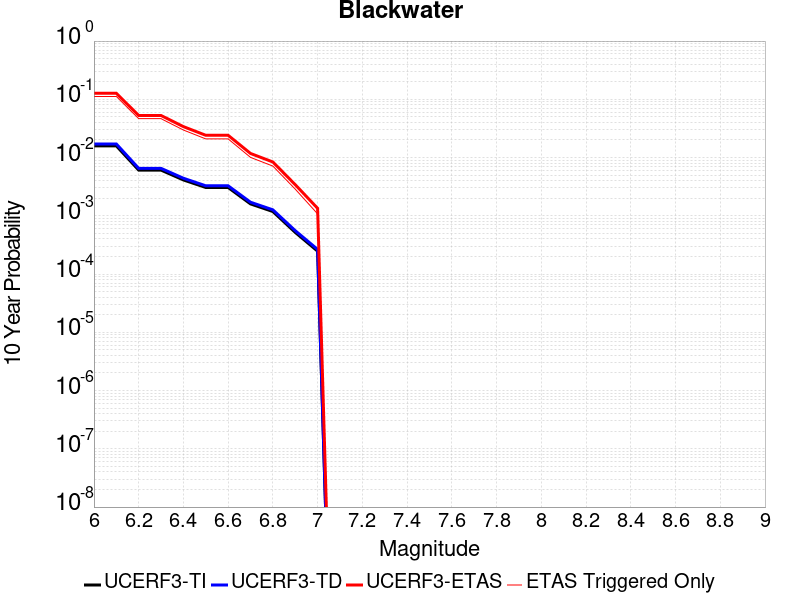 Blackwater
10 Year Probability
10^0
10^-1
10^-2
10^-3
10^-4
10^-5
10^-6
10^-7
10^-8
6 6.2 6.4 6.6 6.8 7 7.2 7.4 7.6 7.8 8 8.2 8.4 8.6 8.8 9
Magnitude
UCERF3-TI UCERF3-TD UCERF3-ETAS ETAS Triggered Only